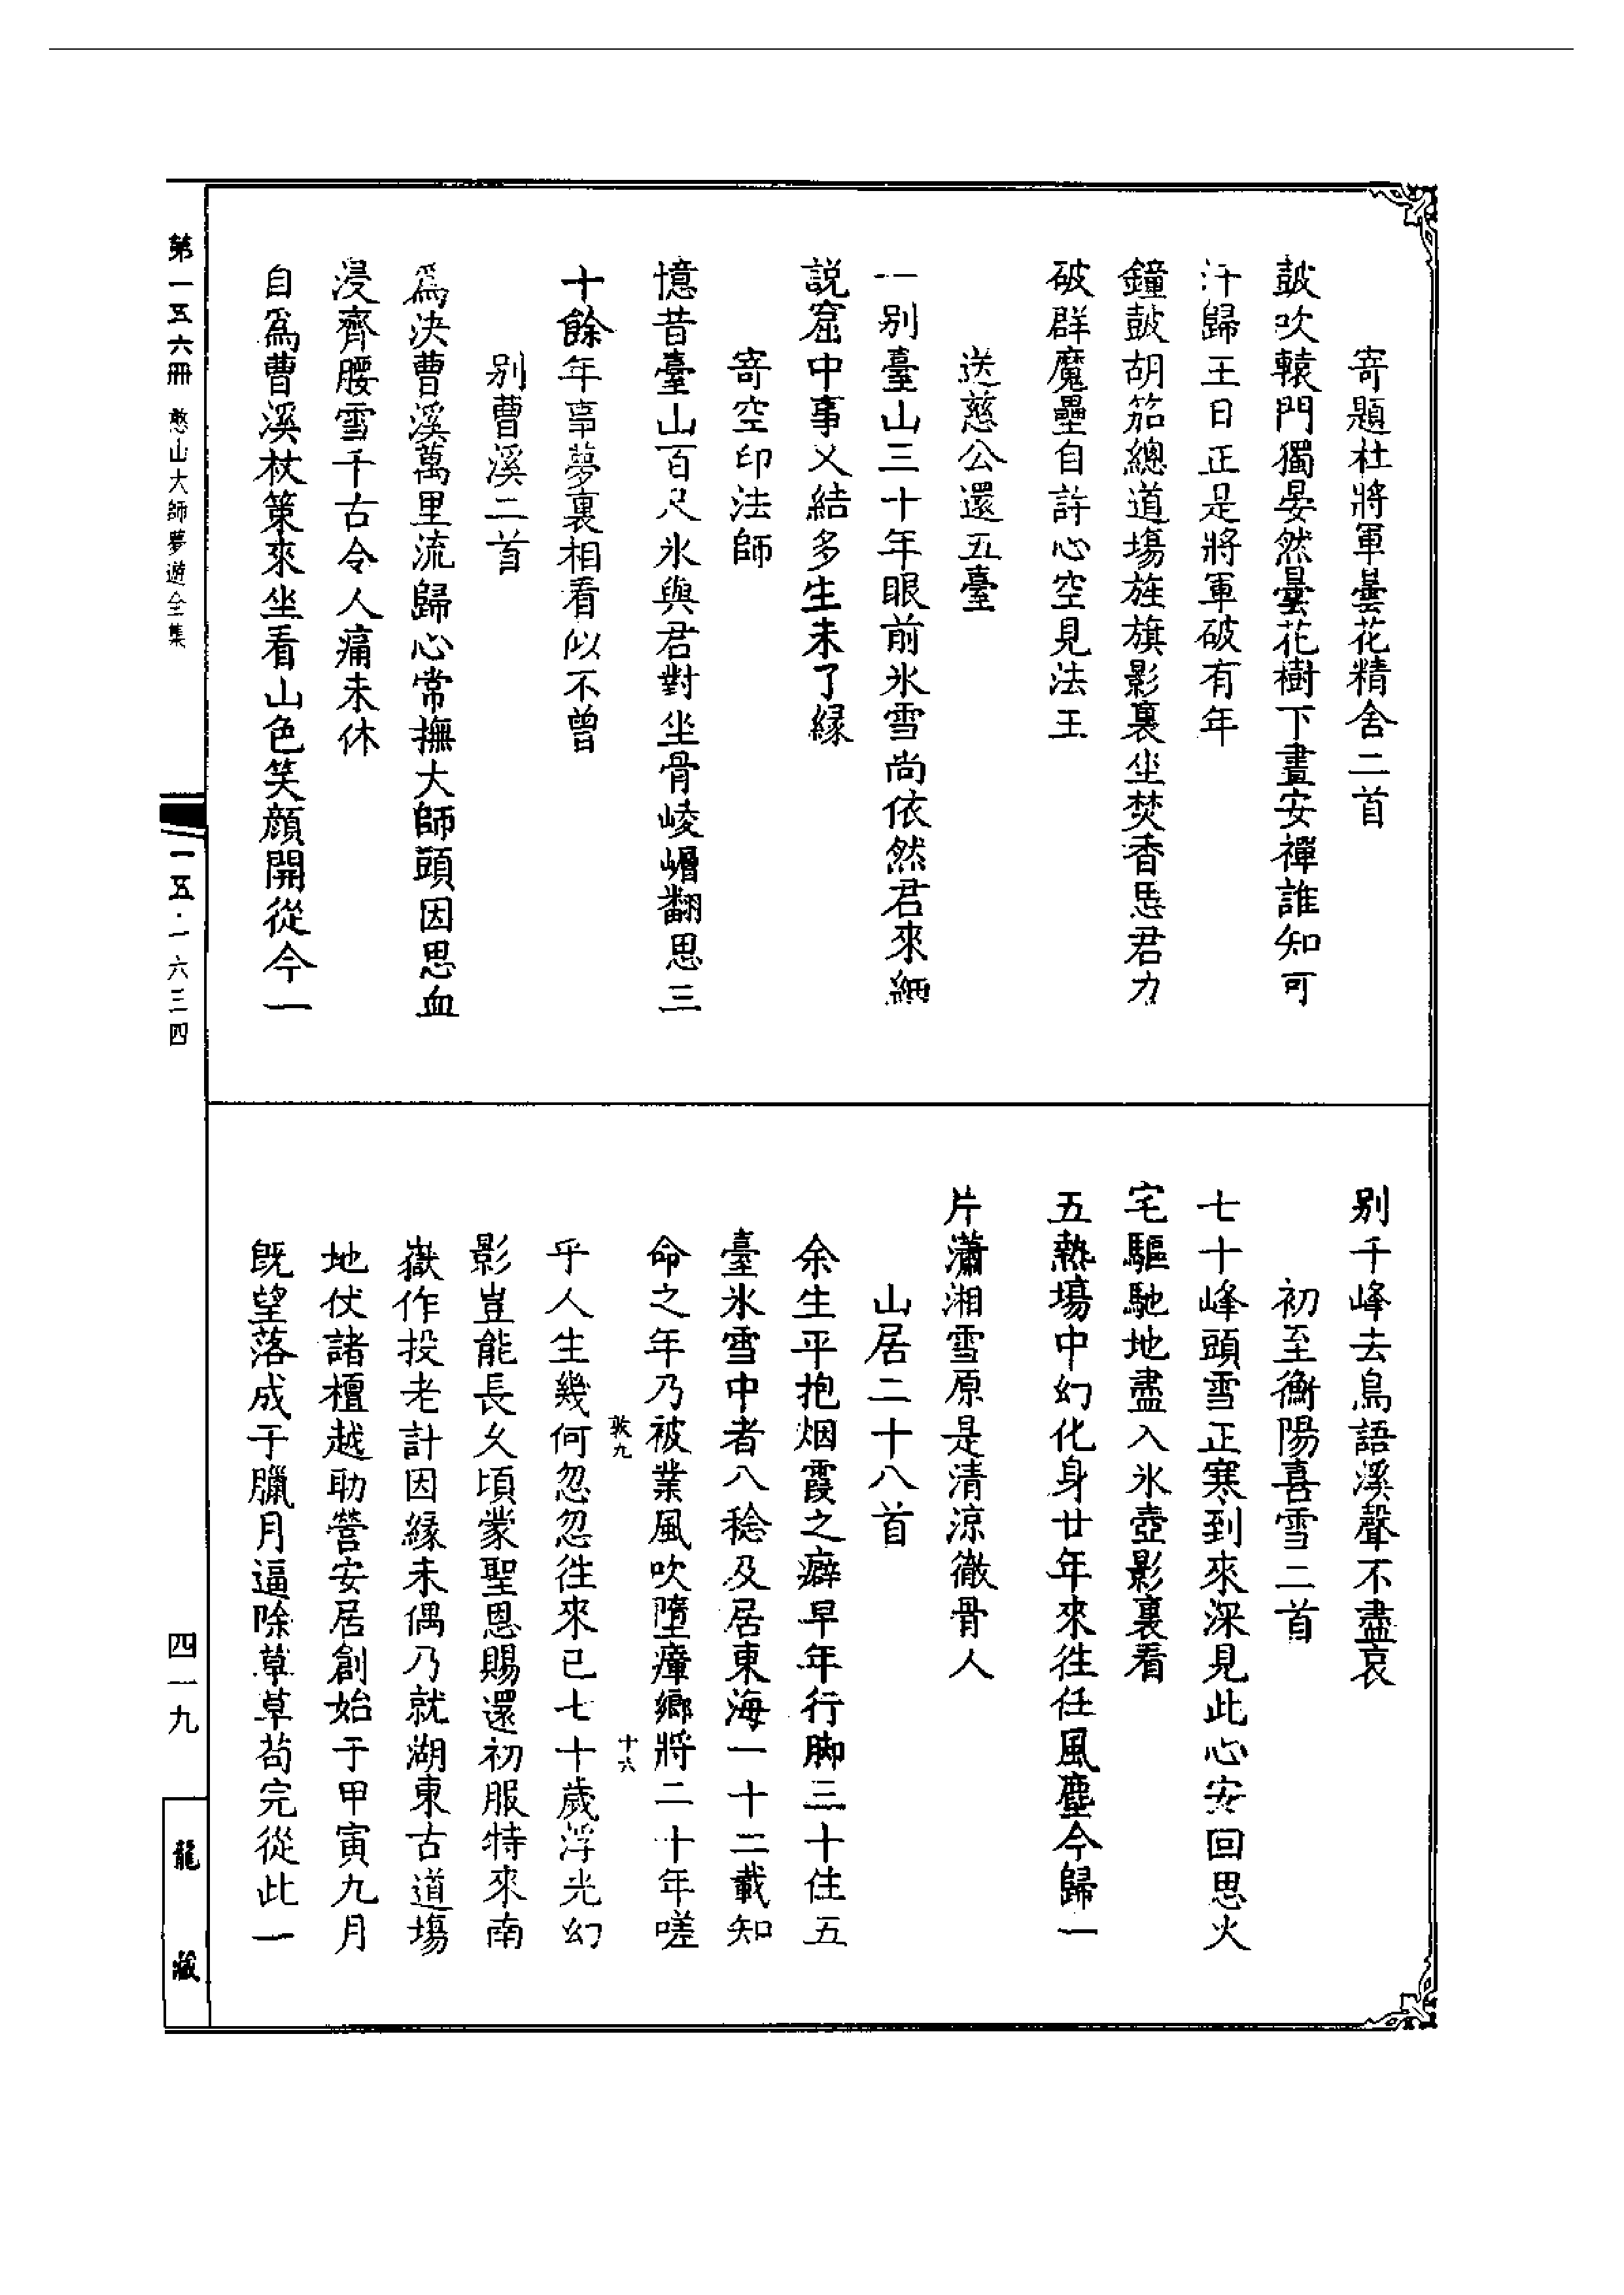 寄題杜將軍曇花精舍二首
皷吹轅門獨晏然曇花樹下晝安禪誰知可
汗歸王日正是將軍破有年
鐘皷胡笳總道塲旌旗影裏坐焚香思君力
破群魔壘自許心空見法王
送慈公還五臺
一別臺山三十年眼前氷雪尚依然君來細
説窟中事又結多生未了緣
寄空印法師
憶昔臺山百尺氷與君對坐骨崚嶒翻思三
十餘年事夢裏相看似不曾
別曹溪二首
爲決曹溪萬里流歸心常撫大師頭因思血
浸齊腰雪千古令人痛未休
自爲曹溪杖策來坐看山色笑顔開從今一
別千峰去鳥語溪聲不盡哀
初至衡陽喜雪二首
七十峰頭雪正寒到來深見此心安回思火
宅驅馳地盡入氷壺影裏看
五熱塲中幻化身廿年來往任風塵今歸一
片瀟湘雪原是清凉徹骨人
山居二十八首
余生平抱烟霞之癖早年行脚三十住五
臺氷雪中者八稔及居東海一十二載知
命之年乃被業風吹墮瘴鄉將二十年嗟
敦九
十六
乎人生幾何忽忽往來已七十歲浮光幻
影豈能長久頃蒙聖恩賜還初服特來南
嶽作投老計因緣未偶乃就湖東古道塲
地仗諸檀越助營安居創始于甲寅九月
既望落成于臘月逼除草草苟完從此一
第一五六冊 憨山大師夢遊全集
一五·一六三四
四一九
龍藏